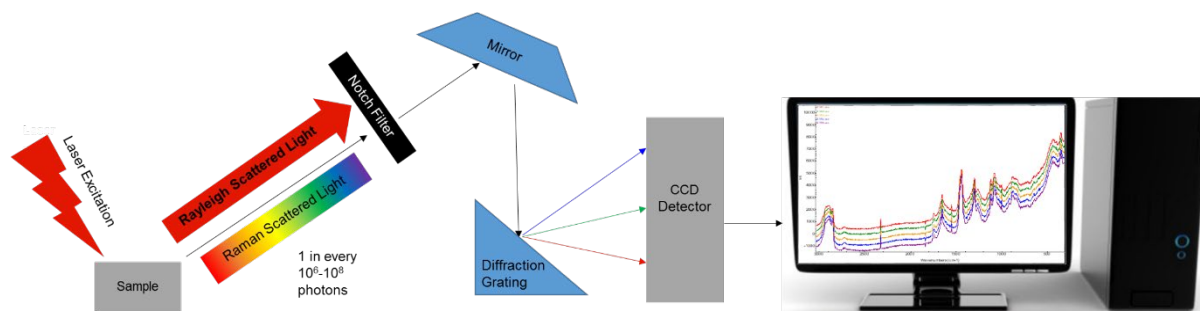 Laser Excitation
Sample
Rayleigh Scattered Light
Raman Scattered Light
1 in every
10⁶-10⁸
photons
Notch Filter
Mirror
Diffraction
Grating
CCD
Detector